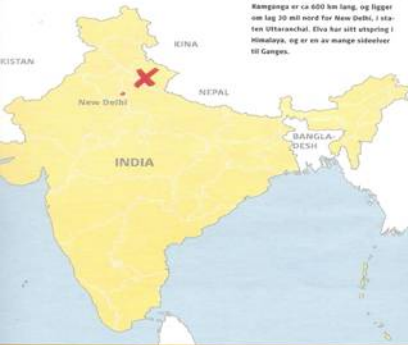 Ramganga er ca 600 km lang, og ligger
om lag 20 mil nord for New Delhi, i sta-
ten Uttaranchal. Elva har sitt utspring i
Himalaya, og er en av mange sideelver
til Ganges.
KINA
KISTAN
NEPAL
New Delhi
BANGLA-
DESH
INDIA